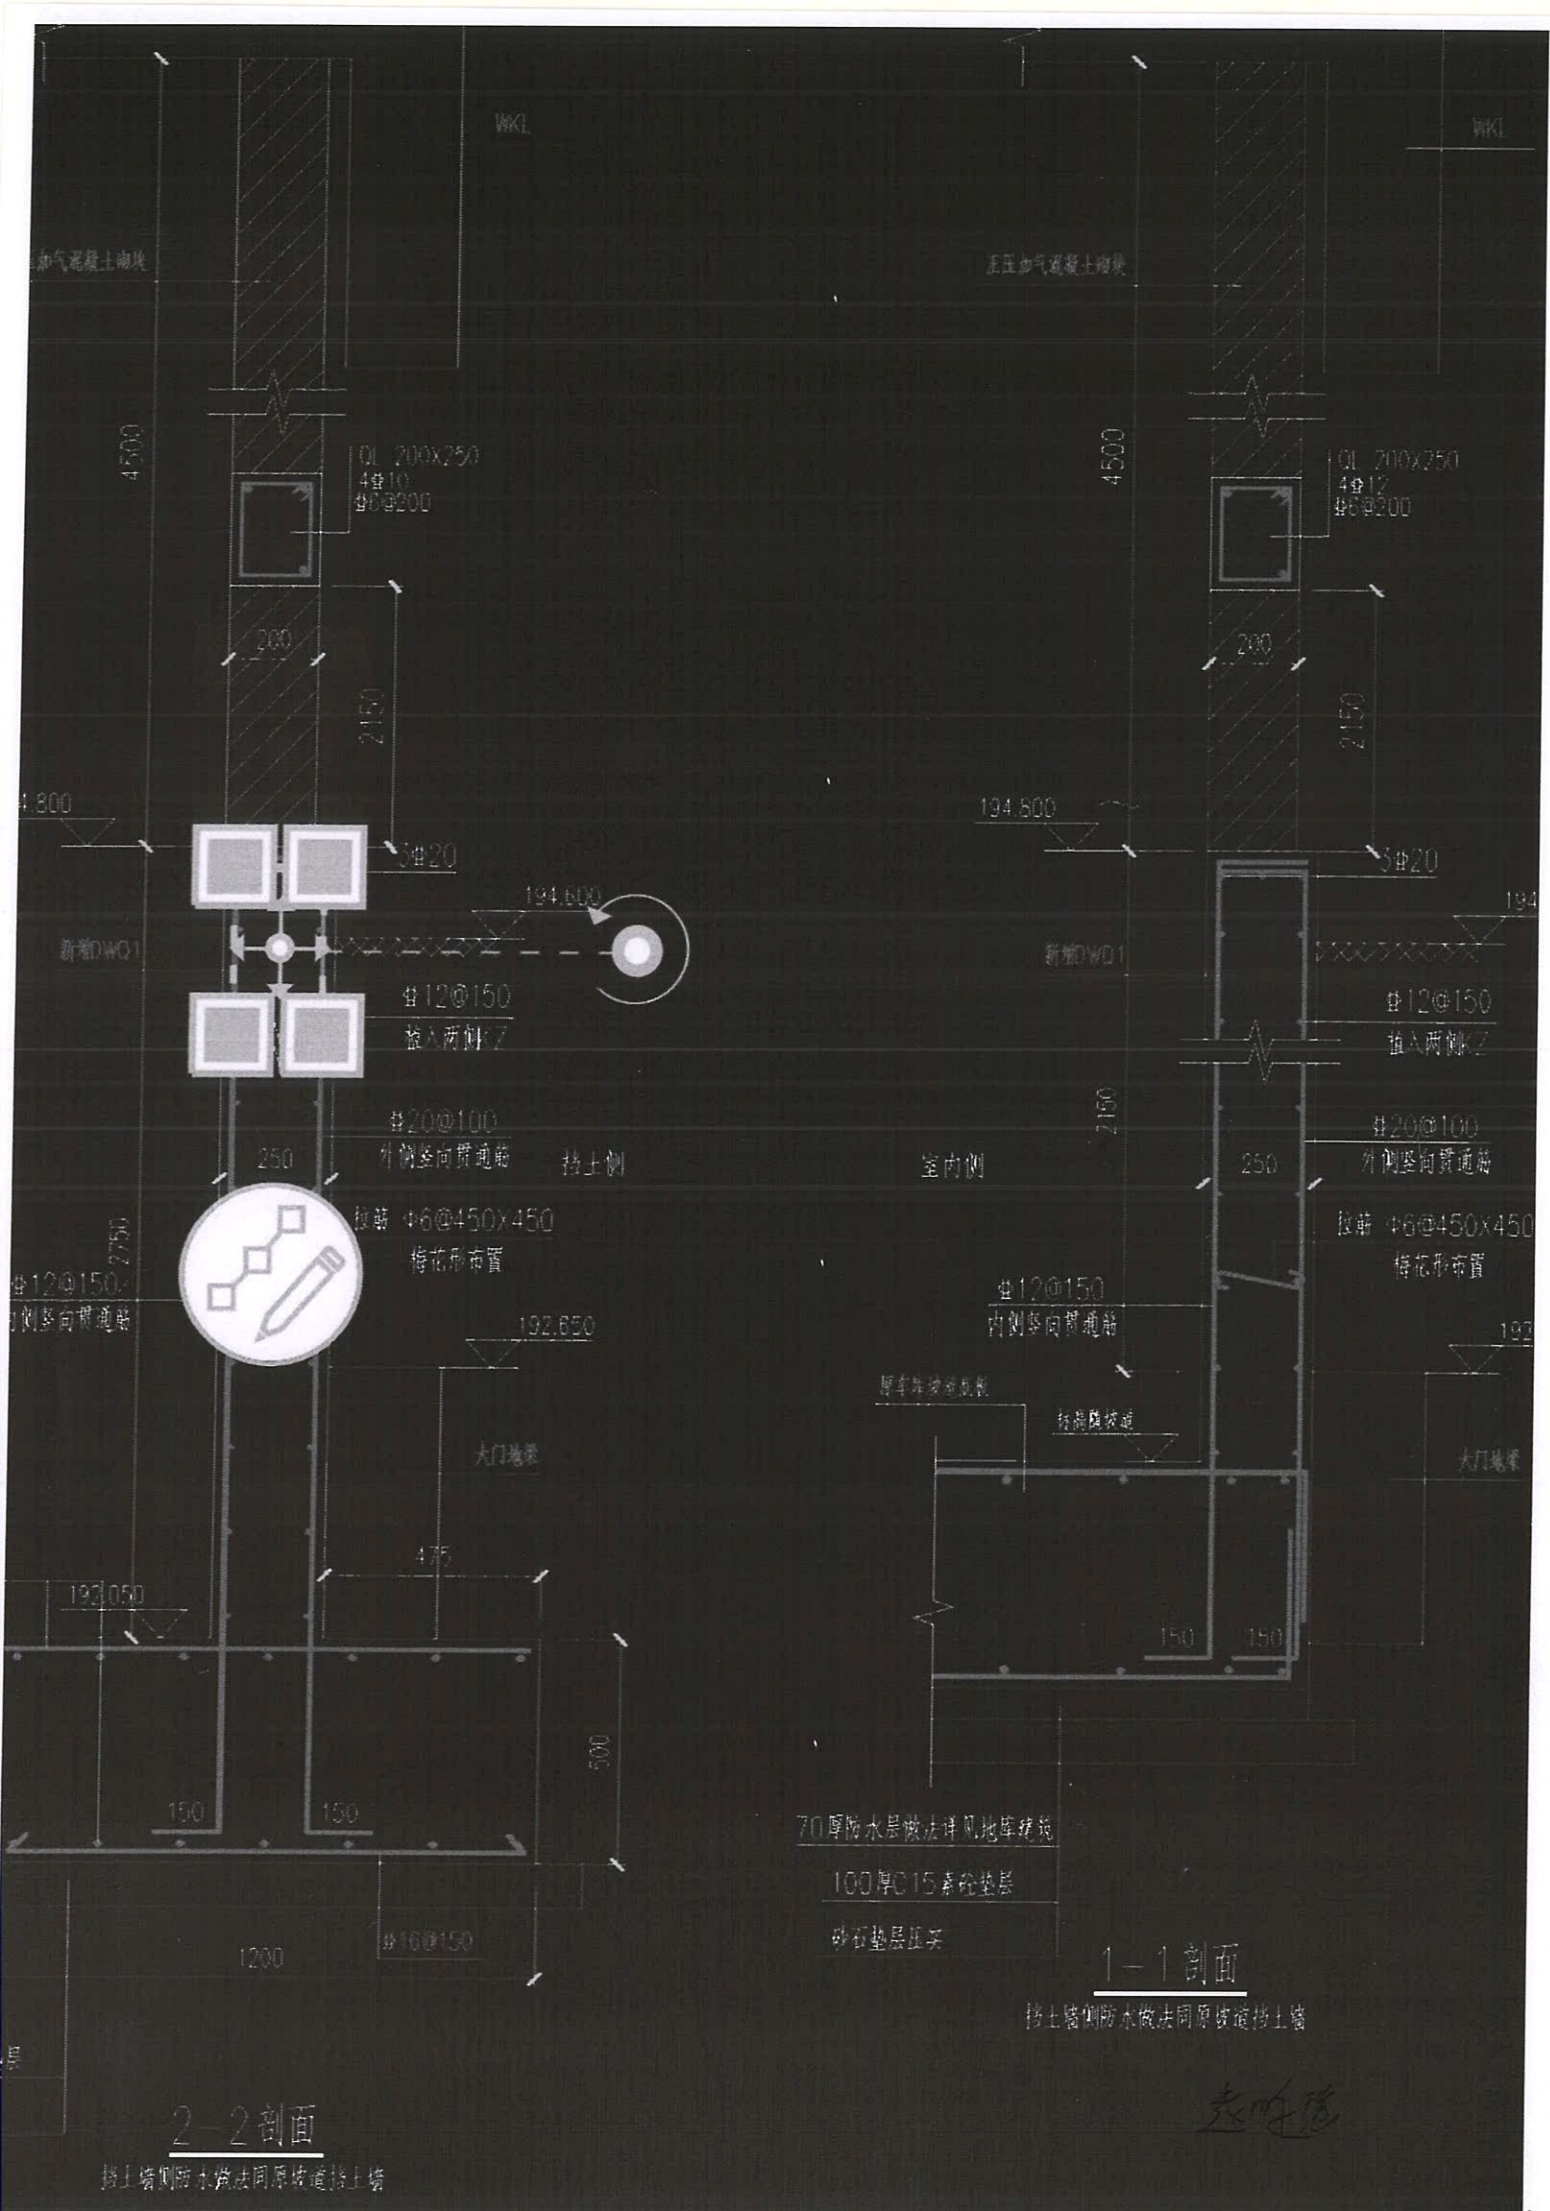 WKL
加气混凝土砌块
4500
QL 200X250
4Φ10
Φ6@200
200
2150
4.800
3Φ20
194.600
新增DWQ1
Φ12@150
植入两侧KZ
Φ20@100
外侧竖向贯通筋
250
挡土侧
拉筋 Φ6@450X450
梅花形布置
2750
Φ12@150
内侧竖向贯通筋
192.650
大门地梁
475
192.050
500
150
150
Φ16@150
1200
层
2-2剖面
挡土墙侧防水做法同原坡道挡土墙
WKL
正压加气混凝土砌块
4500
QL 200X250
4Φ12
Φ6@200
200
2150
194.800
3Φ20
194
新增DWQ1
Φ12@150
植入两侧KZ
2150
Φ20@100
外侧竖向贯通筋
室内侧
250
拉筋 Φ6@450X450
梅花形布置
Φ12@150
内侧竖向贯通筋
192
标高随坡道
大门地梁
150
150
70厚防水层做法详见地库建筑
100厚C15素砼垫层
砂石垫层压实
1-1剖面
挡土墙侧防水做法同原坡道挡土墙